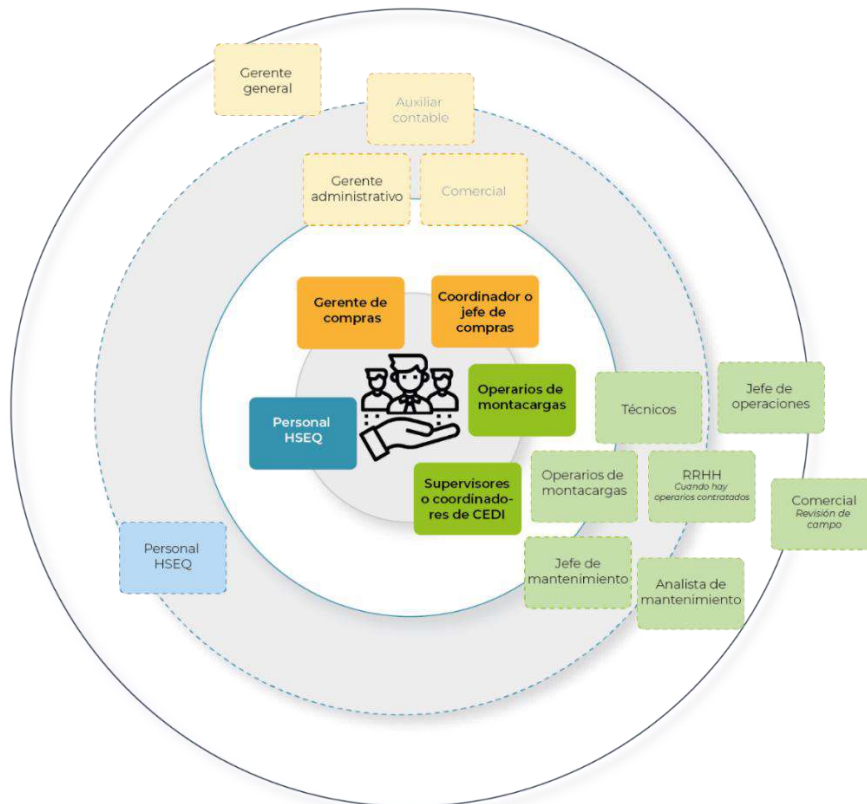 Gerente
general
Auxiliar
contable
Gerente
administrativo
Comercial
Gerente de
compras
Coordinador o
jefe de
compras
Operarios de
montacargas
Personal
HSEQ
Supervisores
o coordinado-
res de CEDI
Técnicos
Jefe de
operaciones
Operarios de
montacargas
RRHH
Cuando hay
operarios contratados
Comercial
Revisión de
campo
Personal
HSEQ
Jefe de
mantenimiento
Analista de
mantenimiento